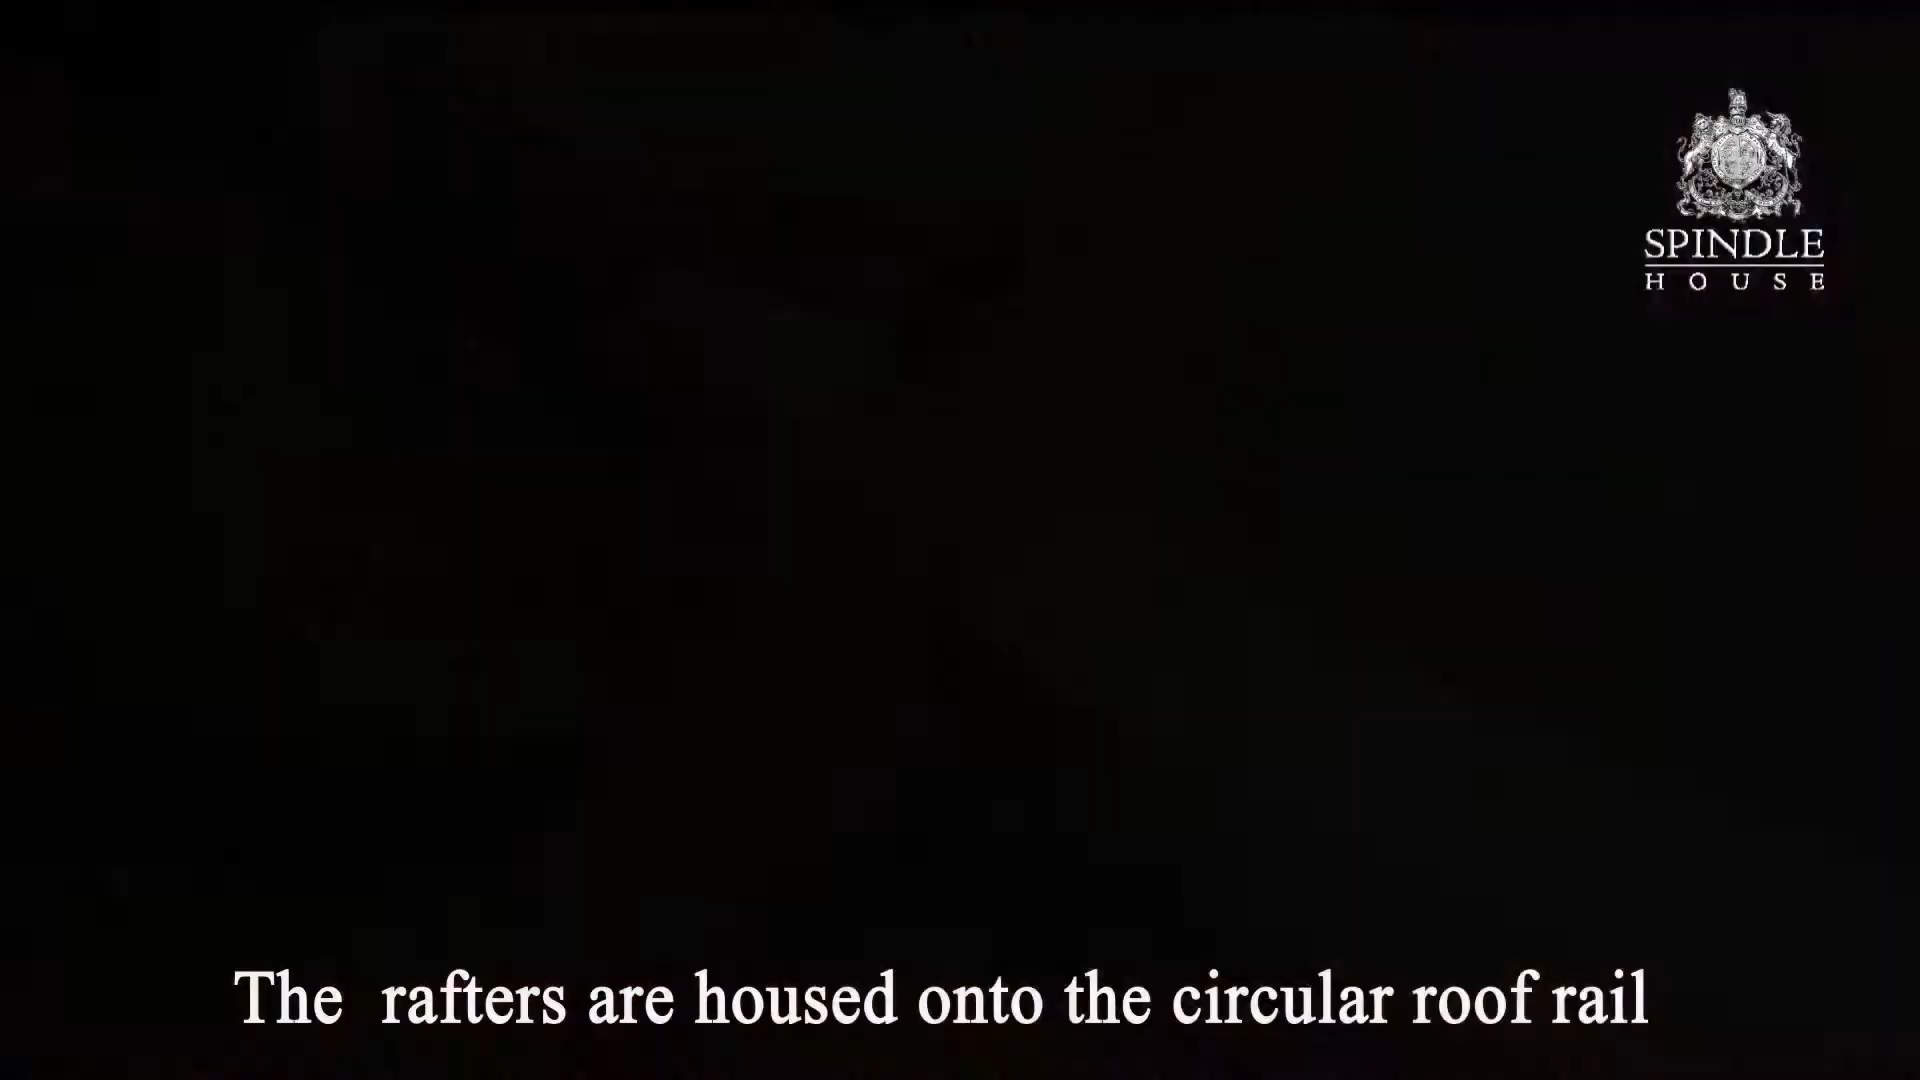 SPINDLE
HOUSE
The  rafters are housed onto the circular roof rail